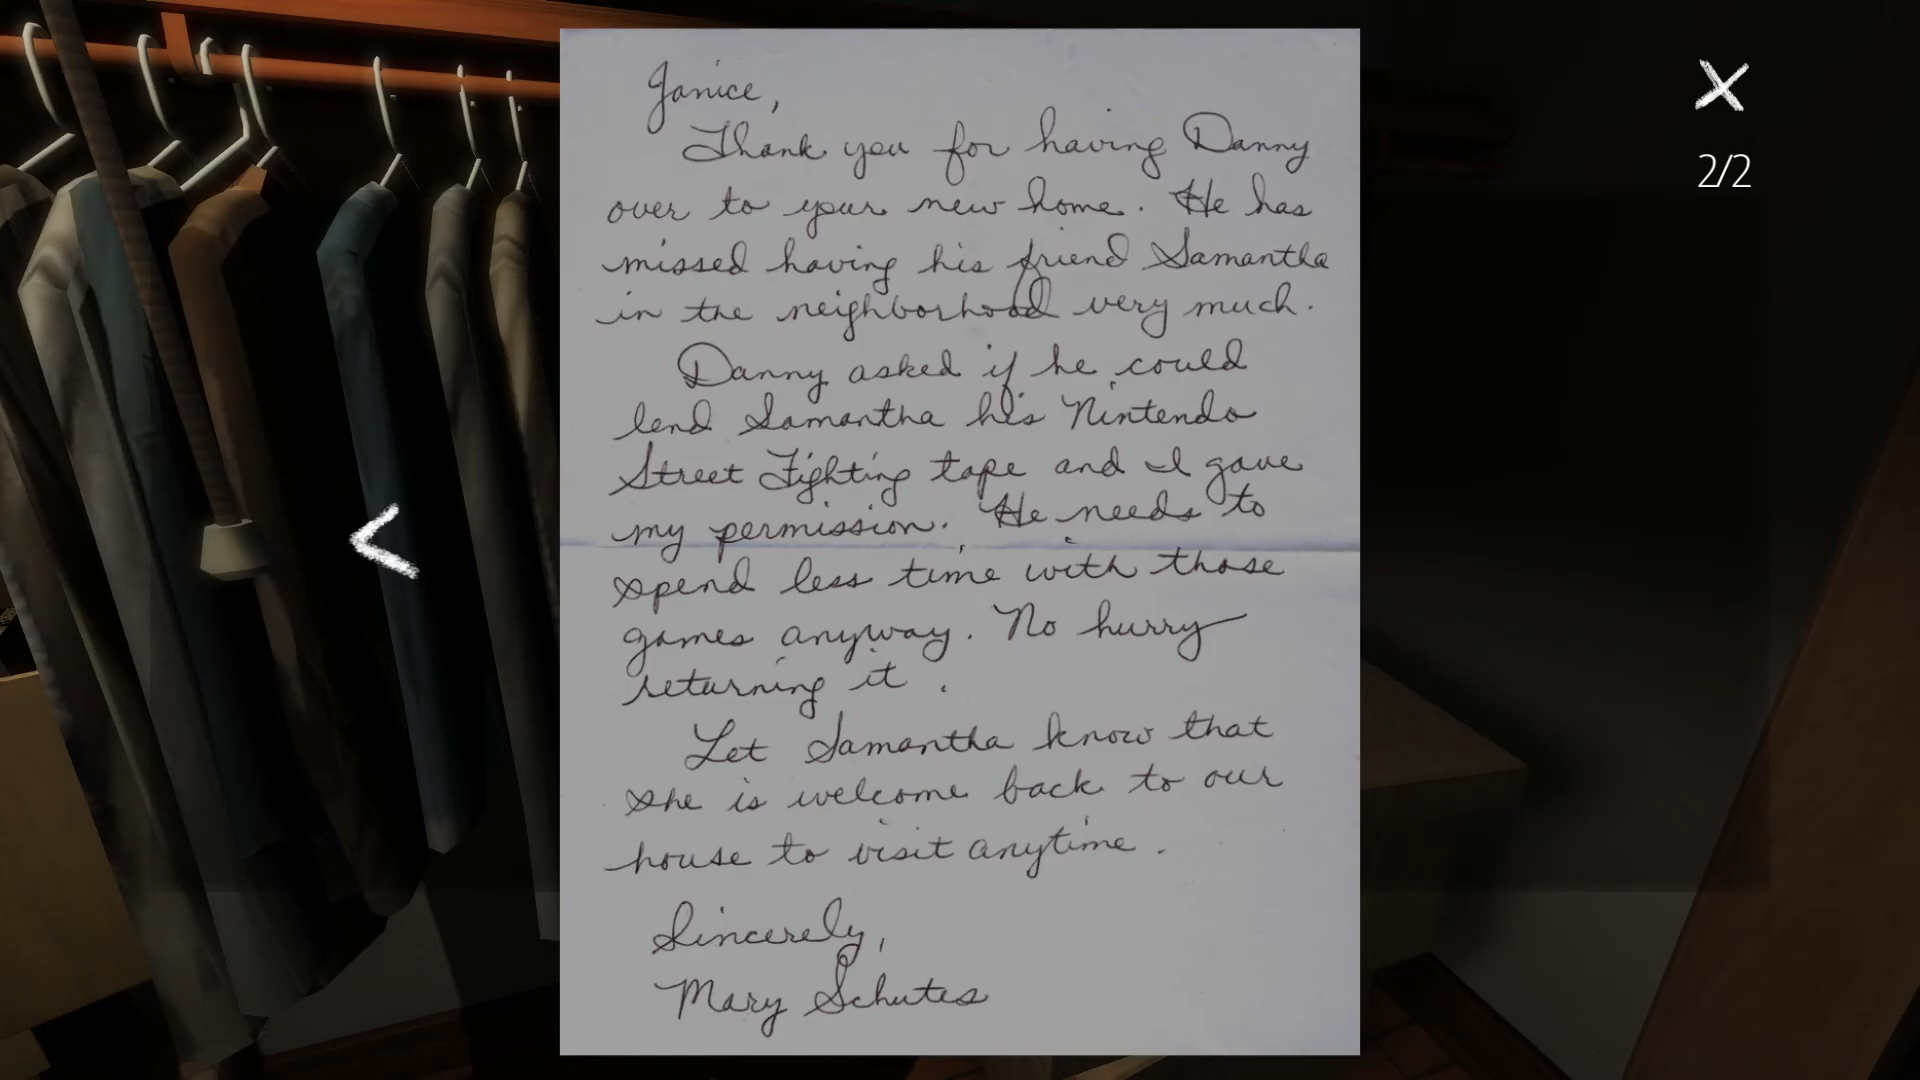 Janice,
Thank you for having Danny
over to your new home. He has
missed having his friend Samantha
in the neighborhood very much.
Danny asked if he could
lend Samantha his Nintendo
Street Fighting tape and I gave
my permission. He needs to
spend less time with those
games anyway. No hurry
returning it.
Let Samantha know that
she is welcome back to our
house to visit anytime.
Sincerely,
Mary Schutes
2/2